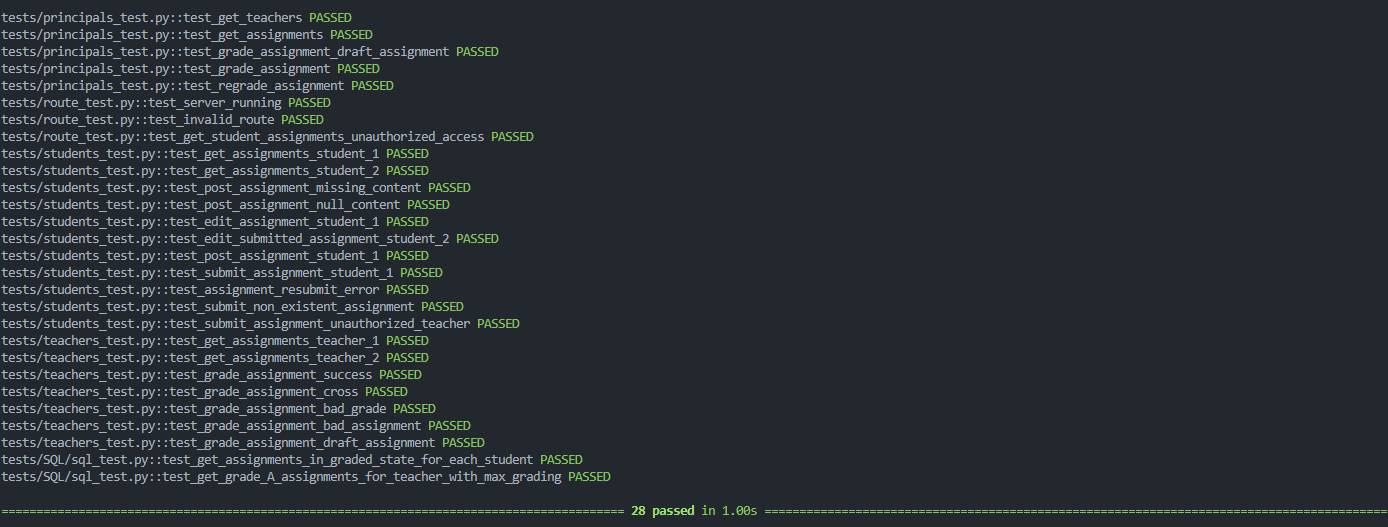 tests/principals_test.py::test_get_teachers PASSED
tests/principals_test.py::test_get_assignments PASSED
tests/principals_test.py::test_grade_assignment_draft_assignment PASSED
tests/principals_test.py::test_grade_assignment PASSED
tests/principals_test.py::test_regrade_assignment PASSED
tests/route_test.py::test_server_running PASSED
tests/route_test.py::test_invalid_route PASSED
tests/route_test.py::test_get_student_assignments_unauthorized_access PASSED
tests/students_test.py::test_get_assignments_student_1 PASSED
tests/students_test.py::test_get_assignments_student_2 PASSED
tests/students_test.py::test_post_assignment_missing_content PASSED
tests/students_test.py::test_post_assignment_null_content PASSED
tests/students_test.py::test_edit_assignment_student_1 PASSED
tests/students_test.py::test_edit_submitted_assignment_student_2 PASSED
tests/students_test.py::test_post_assignment_student_1 PASSED
tests/students_test.py::test_submit_assignment_student_1 PASSED
tests/students_test.py::test_assignment_resubmit_error PASSED
tests/students_test.py::test_submit_non_existent_assignment PASSED
tests/students_test.py::test_submit_assignment_unauthorized_teacher PASSED
tests/teachers_test.py::test_get_assignments_teacher_1 PASSED
tests/teachers_test.py::test_get_assignments_teacher_2 PASSED
tests/teachers_test.py::test_grade_assignment_success PASSED
tests/teachers_test.py::test_grade_assignment_cross PASSED
tests/teachers_test.py::test_grade_assignment_bad_grade PASSED
tests/teachers_test.py::test_grade_assignment_bad_assignment PASSED
tests/teachers_test.py::test_grade_assignment_draft_assignment PASSED
tests/SQL/sql_test.py::test_get_assignments_in_graded_state_for_each_student PASSED
tests/SQL/sql_test.py::test_get_grade_A_assignments_for_teacher_with_max_grading PASSED
========================================================================================= 28 passed in 1.00s =========================================================================================